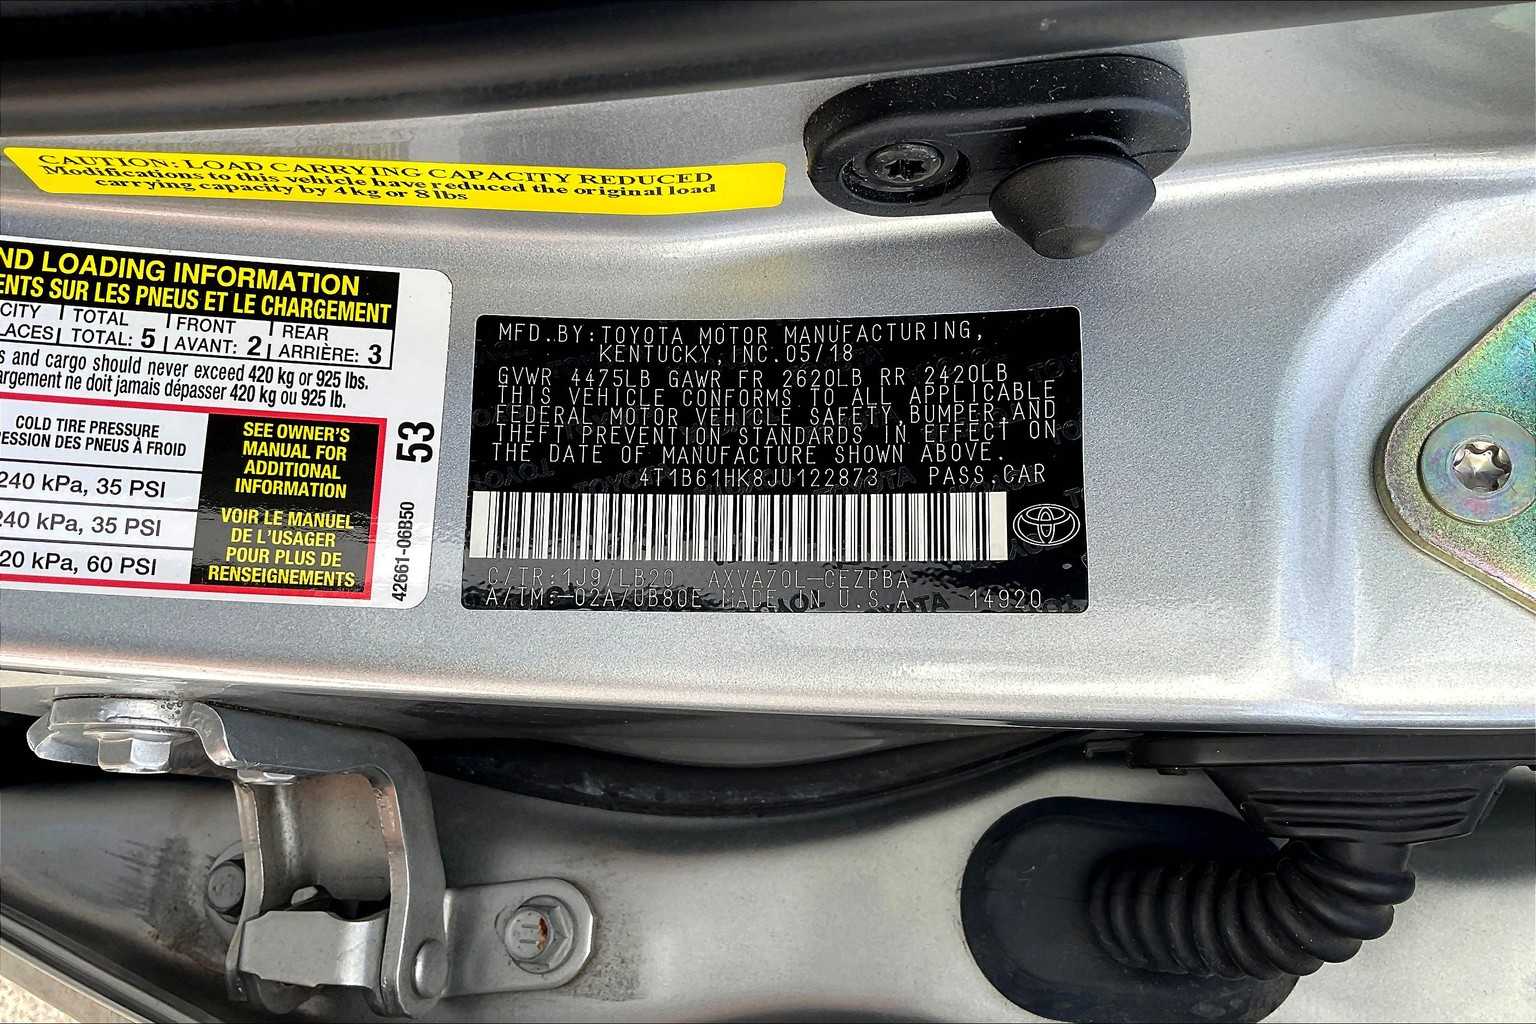 CAUTION: LOAD CARRYING CAPACITY REDUCED
Modifications to this vehicle have reduced the original load
carrying capacity by 4 kg or 8 lbs
ND LOADING INFORMATION
ENTS SUR LES PNEUS ET LE CHARGEMENT
CITY TOTAL FRONT REAR
LACES TOTAL: 5 AVANT: 2 ARRIÈRE: 3
s and cargo should never exceed 420 kg or 925 lbs.
argement ne doit jamais dépasser 420 kg ou 925 lb.
COLD TIRE PRESSURE
ESSION DES PNEUS À FROID
240 kPa, 35 PSI
240 kPa, 35 PSI
20 kPa, 60 PSI
SEE OWNER'S
MANUAL FOR
ADDITIONAL
INFORMATION
VOIR LE MANUEL
DE L'USAGER
POUR PLUS DE
RENSEIGNEMENTS
53
42661-06B50
MFD. BY: TOYOTA MOTOR MANUFACTURING,
KENTUCKY, INC. 05/18
GVWR 4475LB GAWR FR 2620LB RR 2420LB
THIS VEHICLE CONFORMS TO ALL APPLICABLE
FEDERAL MOTOR VEHICLE SAFETY, BUMPER, AND
THEFT PREVENTION STANDARDS IN EFFECT ON
THE DATE OF MANUFACTURE SHOWN ABOVE.
4T1B61HK8JU122873 PASS. CAR
C/TR: 1J9/LB20 AXVA70L-CEZPBA
A/TM: -02A/UB80E MADE IN U.S.A. 14920